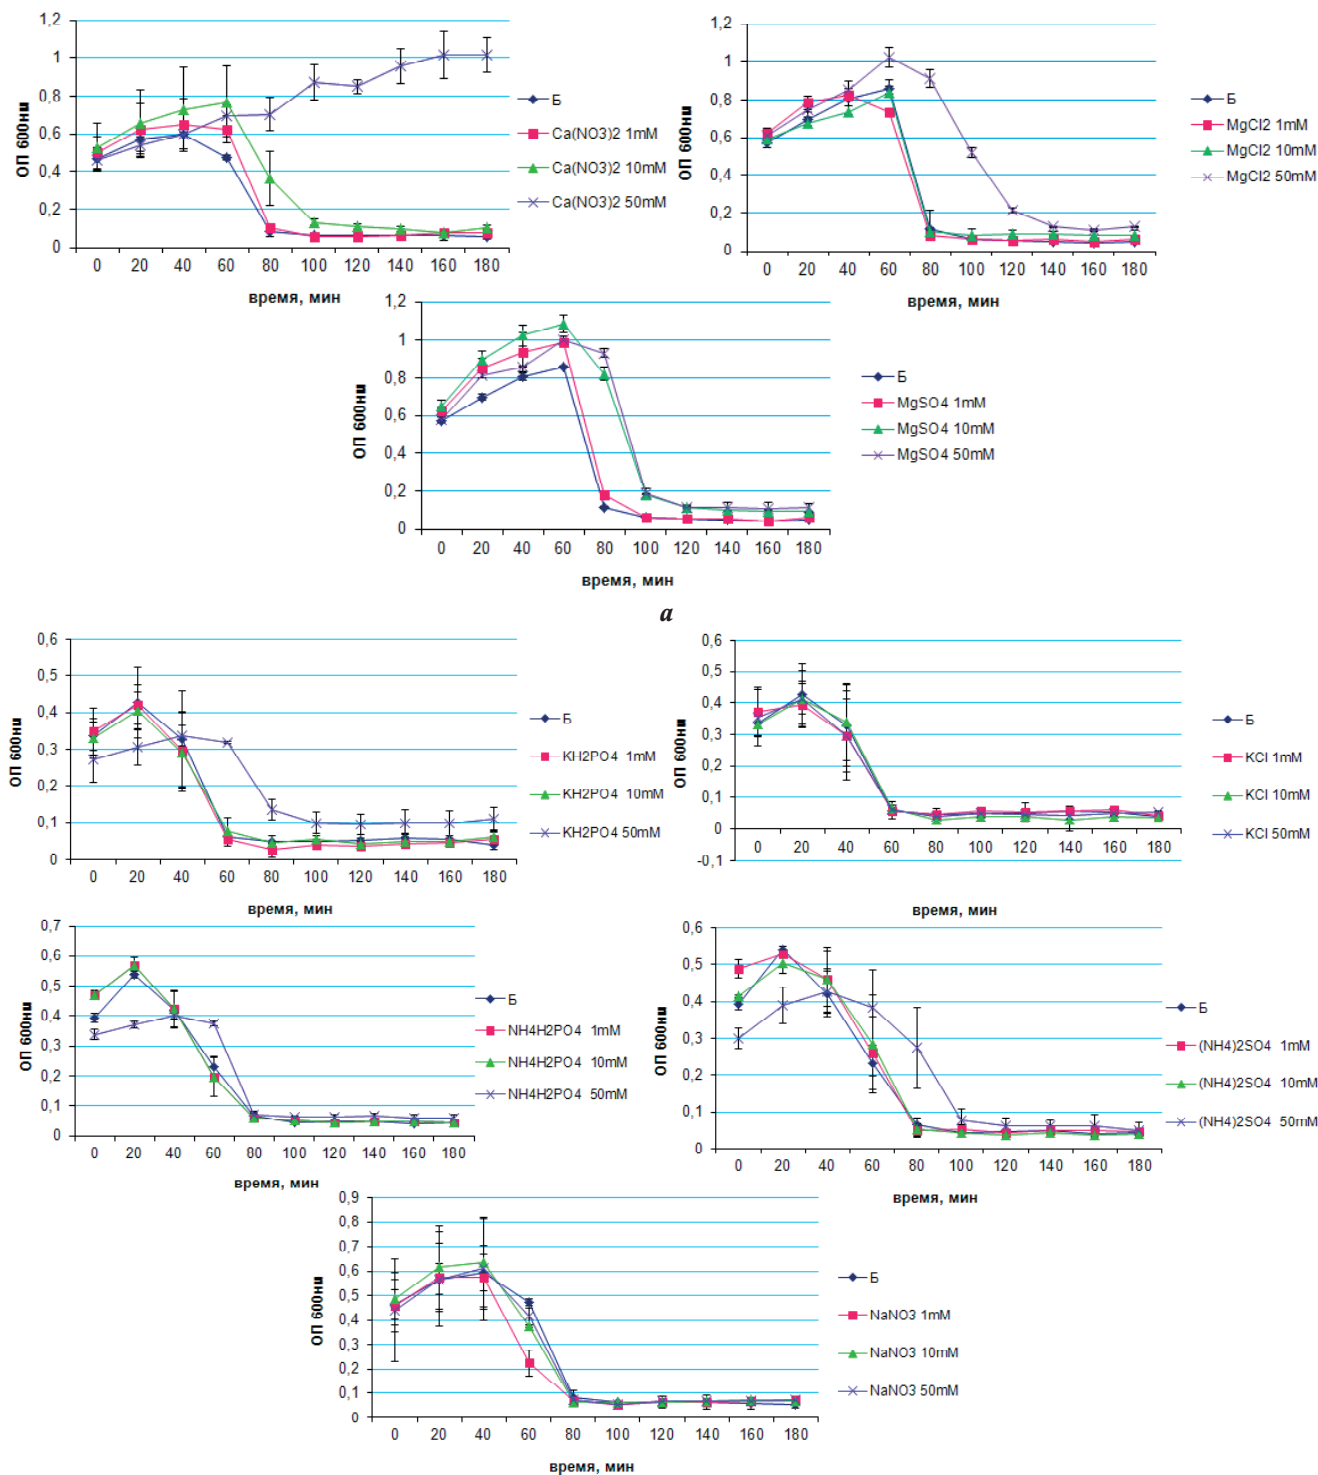 1,2
1
0,8
0,6
0,4
0,2
0
ОП 600нм
0 20 40 60 80 100 120 140 160 180
время, мин
Б
Ca(NO3)2 1mM
Ca(NO3)2 10mM
Ca(NO3)2 50mM
1,2
1
0,8
0,6
0,4
0,2
0
ОП 600нм
0 20 40 60 80 100 120 140 160 180
время, мин
Б
MgCl2 1mM
MgCl2 10mM
MgCl2 50mM
1,2
1
0,8
0,6
0,4
0,2
0
ОП 600нм
0 20 40 60 80 100 120 140 160 180
время, мин
Б
MgSO4 1mM
MgSO4 10mM
MgSO4 50mM
а
0,6
0,5
0,4
0,3
0,2
0,1
0
ОП 600нм
0 20 40 60 80 100 120 140 160 180
время, мин
Б
KH2PO4 1mM
KH2PO4 10mM
KH2PO4 50mM
0,6
0,5
0,4
0,3
0,2
0,1
0
-0,1
ОП 600нм
0 20 40 60 80 100 120 140 160 180
время, мин
Б
KCl 1mM
KCl 10mM
KCl 50mM
0,7
0,6
0,5
0,4
0,3
0,2
0,1
0
ОП 600нм
0 20 40 60 80 100 120 140 160 180
время, мин
Б
NH4H2PO4 1mM
NH4H2PO4 10mM
NH4H2PO4 50mM
0,6
0,5
0,4
0,3
0,2
0,1
0
ОП 600нм
0 20 40 60 80 100 120 140 160 180
время, мин
Б
(NH4)2SO4 1mM
(NH4)2SO4 10mM
(NH4)2SO4 50mM
0,9
0,8
0,7
0,6
0,5
0,4
0,3
0,2
0,1
0
ОП 600нм
0 20 40 60 80 100 120 140 160 180
время, мин
Б
NaNO3 1mM
NaNO3 10mM
NaNO3 50mM